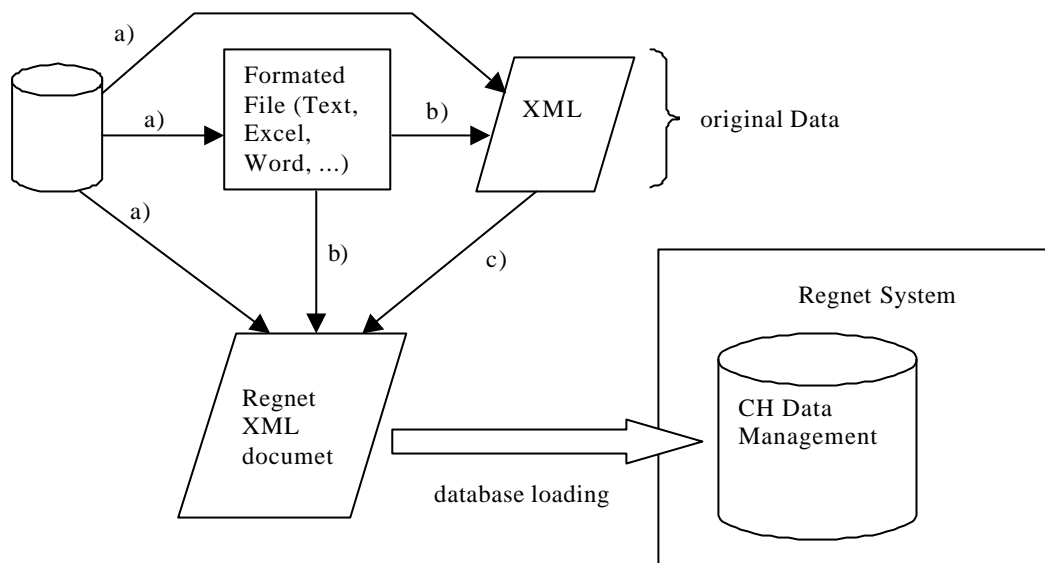 a)
Formated
File (Text,
Excel,
Word, ...)
a)
b)
XML
original Data
a)
b)
c)
Regnet System
Regnet
XML
documet
CH Data
Management
database loading